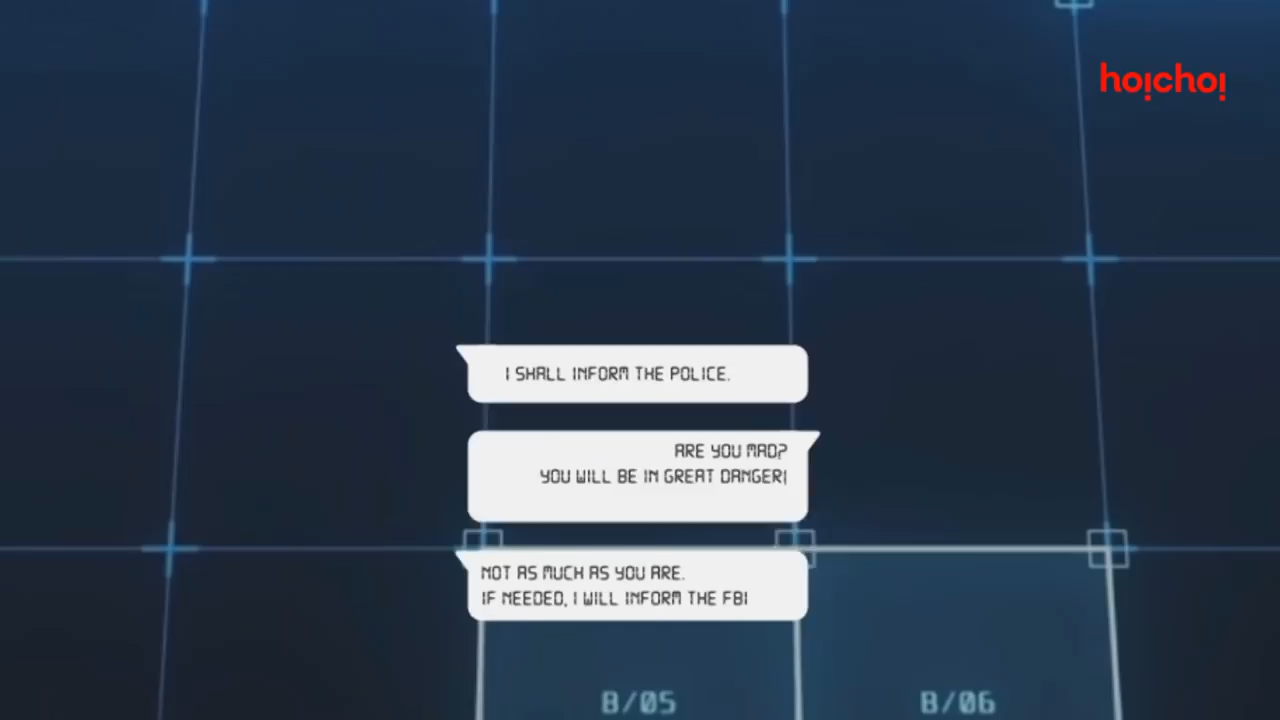 hoichoi
I SHALL INFORM THE POLICE.
ARE YOU MAD?
YOU WILL BE IN GREAT DANGER!
NOT AS MUCH AS YOU ARE.
IF NEEDED, I WILL INFORM THE FBI
B/05 B/06